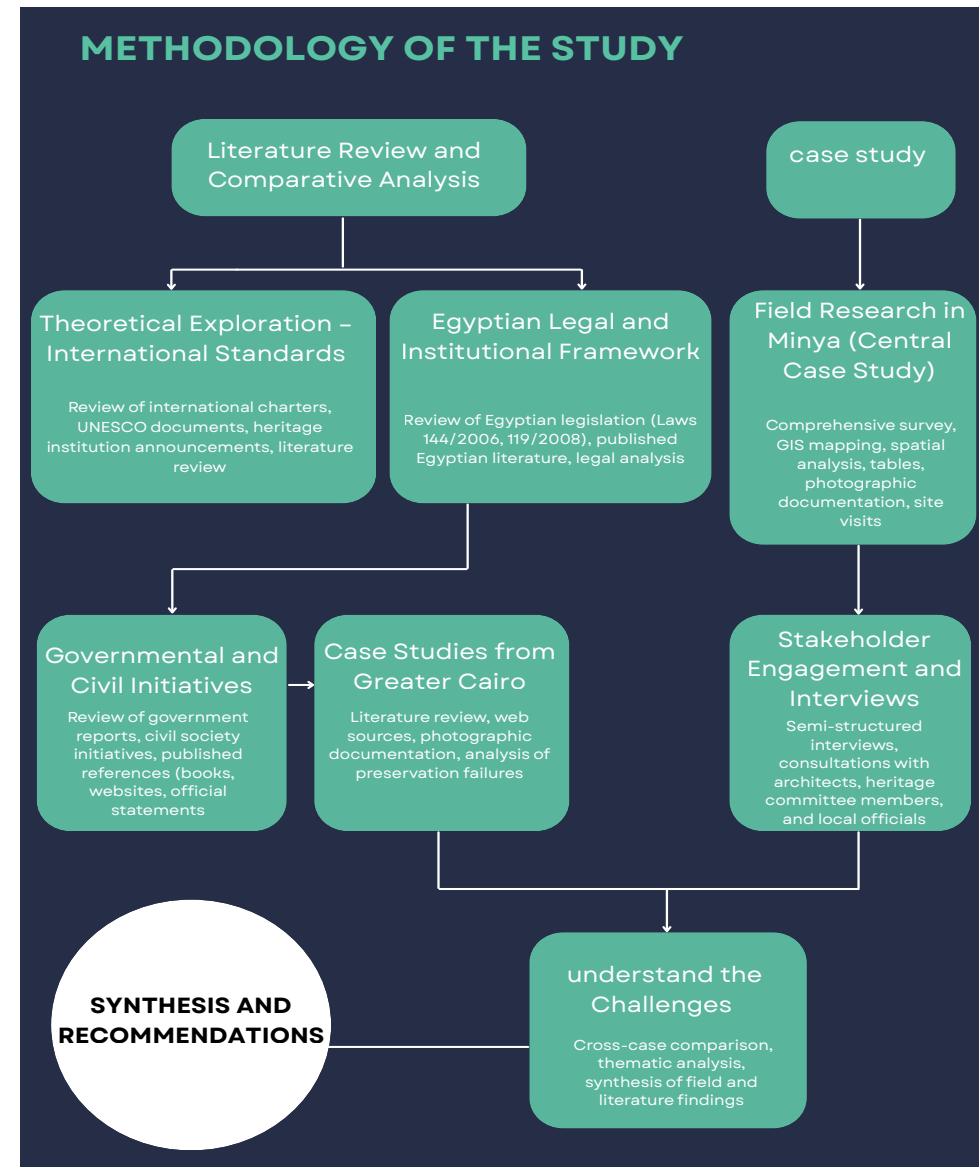 METHODOLOGY OF THE STUDY
Literature Review and
Comparative Analysis
case study
Theoretical Exploration –
International Standards
Review of international charters,
UNESCO documents, heritage
institution announcements, literature
review
Egyptian Legal and
Institutional Framework
Review of Egyptian legislation (Laws
144/2006, 119/2008), published
Egyptian literature, legal analysis
Field Research in
Minya (Central
Case Study)
Comprehensive survey,
GIS mapping, spatial
analysis, tables,
photographic
documentation, site
visits
Governmental and
Civil Initiatives
Review of government
reports, civil society
initiatives, published
references (books,
websites, official
statements
Case Studies from
Greater Cairo
Literature review, web
sources, photographic
documentation, analysis of
preservation failures
Stakeholder
Engagement and
Interviews
Semi-structured
interviews,
consultations with
architects, heritage
committee members,
and local officials
understand the
Challenges
Cross-case comparison,
thematic analysis,
synthesis of field and
literature findings
SYNTHESIS AND
RECOMMENDATIONS